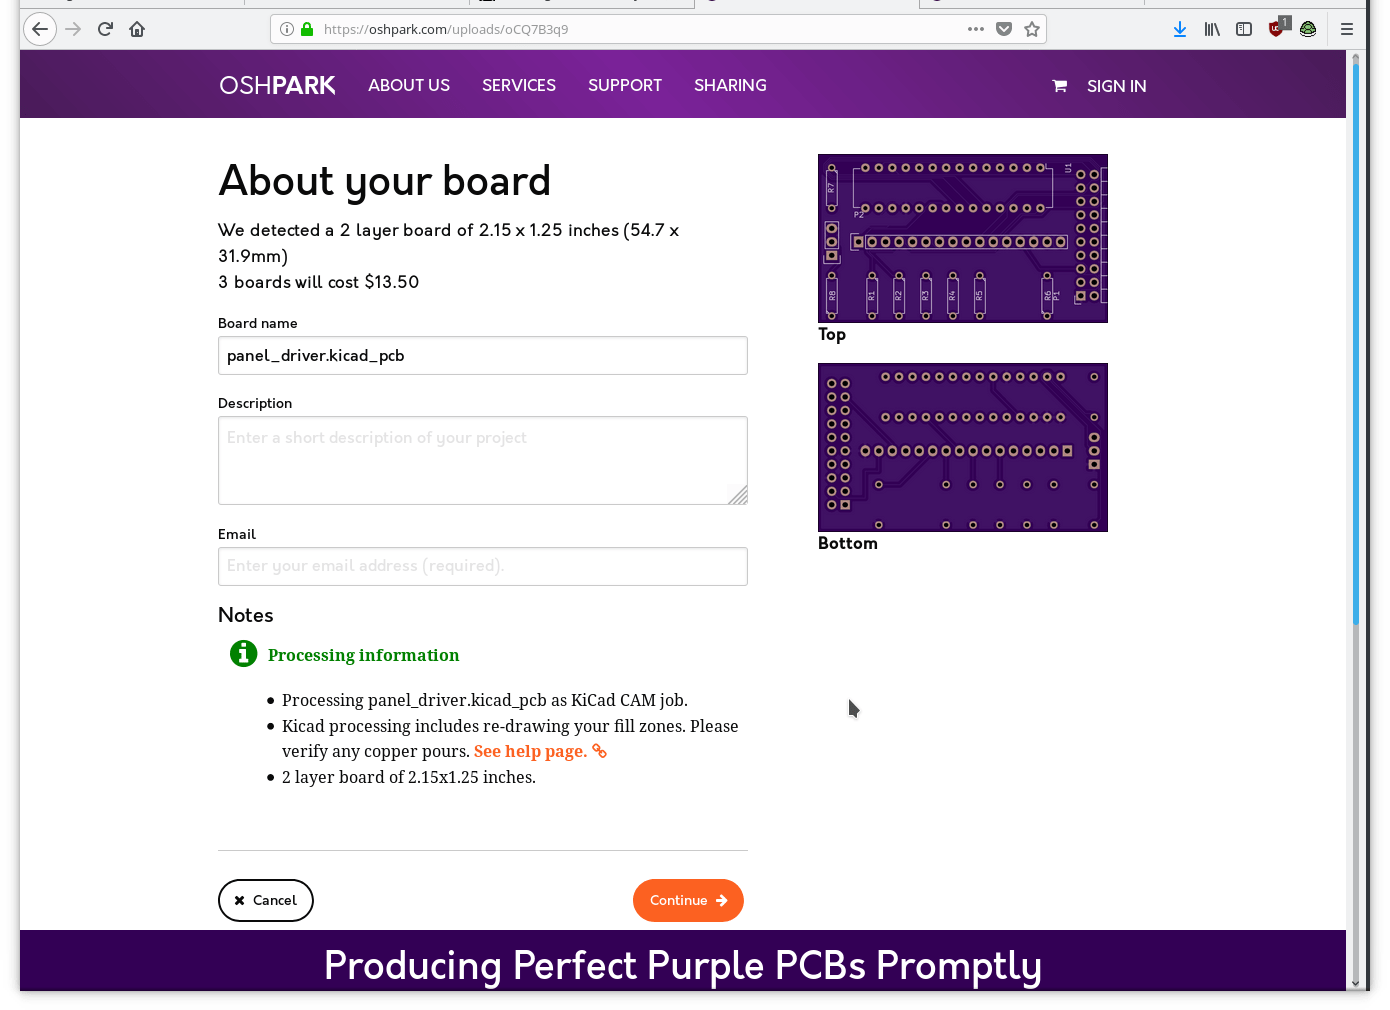 https://oshpark.com/uploads/oCQ7B3q9
1
OSHPARK ABOUT US SERVICES SUPPORT SHARING SIGN IN
About your board
We detected a 2 layer board of 2.15 x 1.25 inches (54.7 x
31.9mm)
3 boards will cost $13.50
Board name
panel_driver.kicad_pcb
Description
Enter a short description of your project
Email
Enter your email address (required).
Notes
Processing information
Processing panel_driver.kicad_pcb as KiCad CAM job.
Kicad processing includes re-drawing your fill zones. Please
verify any copper pours. See help page.
2 layer board of 2.15x1.25 inches.
Cancel
Continue
R7
U1
P2
R8 R1 R2 R3 R4 R5 R6 P1
Top
Bottom
Producing Perfect Purple PCBs Promptly